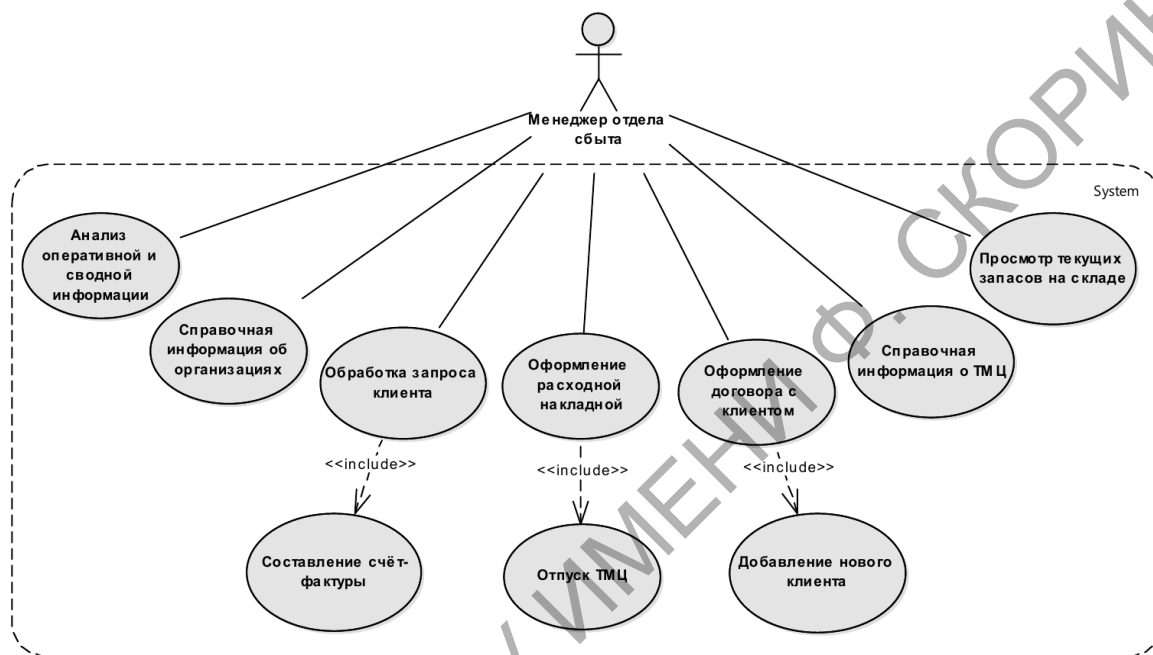 Менеджер отдела
сбыта
System
Анализ
оперативной и
сводной
информации
Справочная
информация об
организациях
Обработка запроса
клиента
Оформление
расходной
накладной
Оформление
договора с
клиентом
Справочная
информация о ТМЦ
Просмотр текущих
запасов на складе
<<include>>
<<include>>
<<include>>
Составление счёт-
фактуры
Отпуск ТМЦ
Добавление нового
клиента
ИМЕНИ Ф. СКОРИ